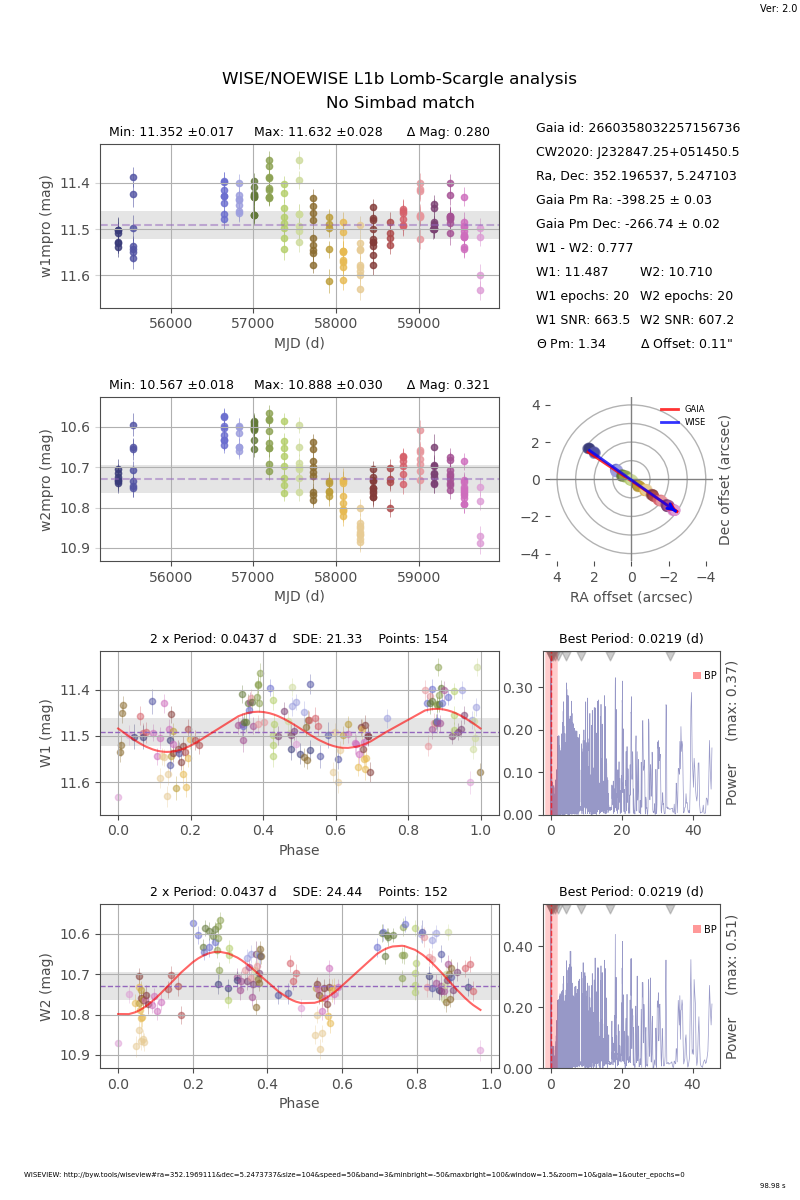 Ver: 2.0
WISE/NOEWISE L1b Lomb-Scargle analysis
No Simbad match
Min: 11.352 ±0.017 Max: 11.632 ±0.028 Δ Mag: 0.280
w1mpro (mag)
11.4
11.5
11.6
56000 57000 58000 59000
MJD (d)
Gaia id: 2660358032257156736
CW2020: J232847.25+051450.5
Ra, Dec: 352.196537, 5.247103
Gaia Pm Ra: -398.25 ± 0.03
Gaia Pm Dec: -266.74 ± 0.02
W1 - W2: 0.777
W1: 11.487 W2: 10.710
W1 epochs: 20 W2 epochs: 20
W1 SNR: 663.5 W2 SNR: 607.2
Θ Pm: 1.34 Δ Offset: 0.11"
Min: 10.567 ±0.018 Max: 10.888 ±0.030 Δ Mag: 0.321
w2mpro (mag)
10.6
10.7
10.8
10.9
56000 57000 58000 59000
MJD (d)
GAIA
WISE
4
2
0
−2
−4
4 2 0 −2 −4
RA offset (arcsec)
Dec offset (arcsec)
2 x Period: 0.0437 d SDE: 21.33 Points: 154
W1 (mag)
11.4
11.5
11.6
0.0 0.2 0.4 0.6 0.8 1.0
Phase
Best Period: 0.0219 (d)
BP
0.30
0.20
0.10
0.00
0 20 40
Power (max: 0.37)
2 x Period: 0.0437 d SDE: 24.44 Points: 152
W2 (mag)
10.6
10.7
10.8
10.9
0.0 0.2 0.4 0.6 0.8 1.0
Phase
Best Period: 0.0219 (d)
BP
0.40
0.20
0.00
0 20 40
Power (max: 0.51)
WISEVIEW: http://byw.tools/wiseview#ra=352.1969111&dec=5.2473737&size=104&speed=50&band=3&minbright=-50&maxbright=100&window=1.5&zoom=10&gaia=1&outer_epochs=0
98.98 s